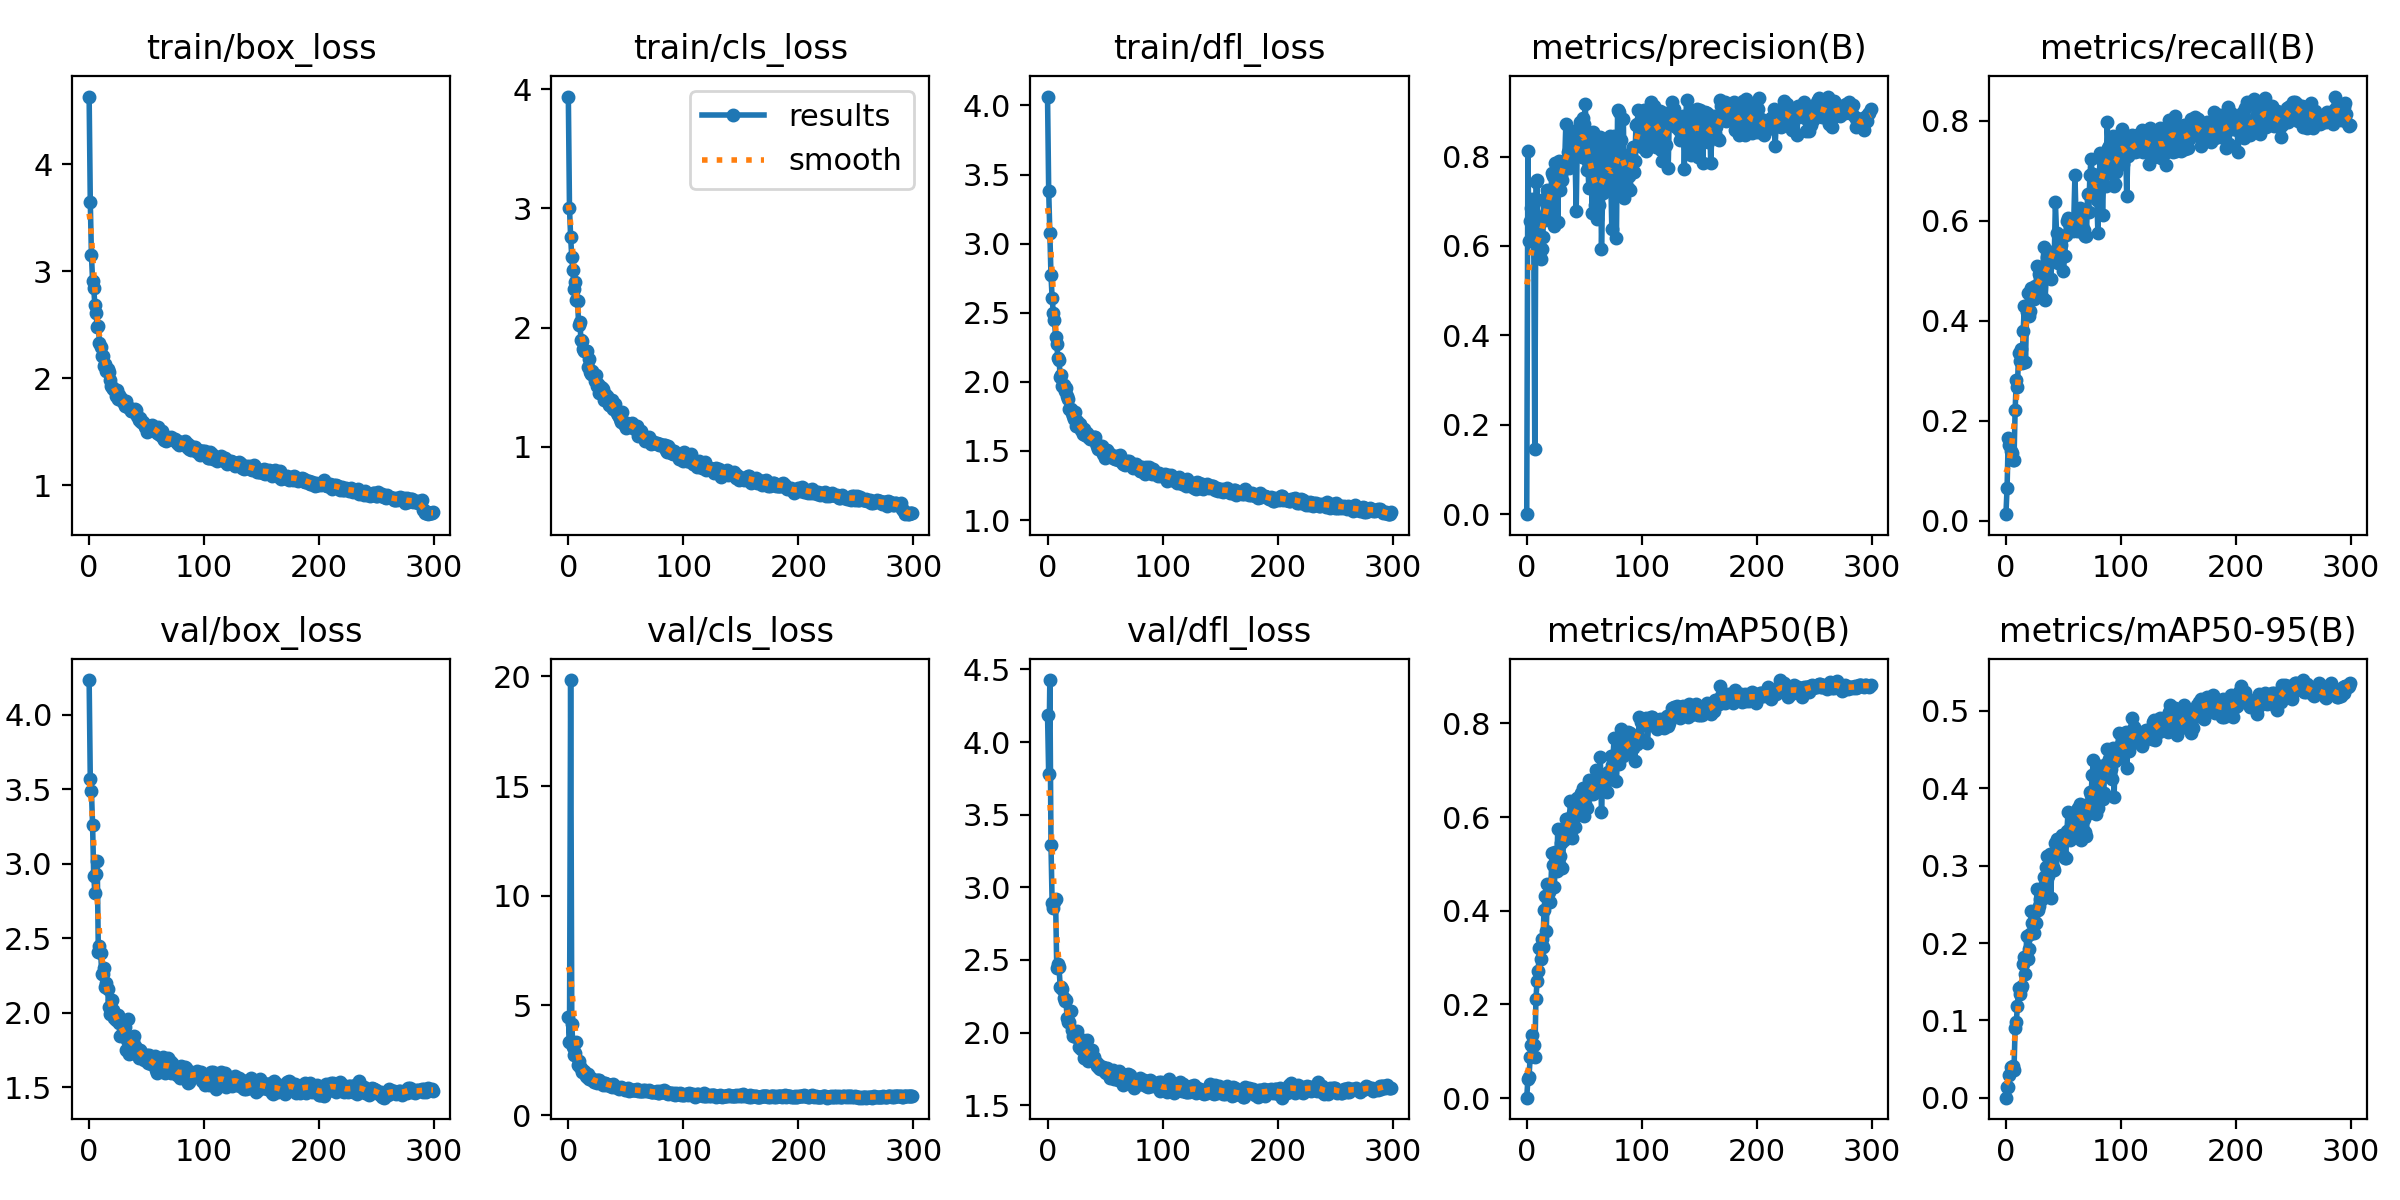 train/box_loss
4
3
2
1
0 100 200 300
train/cls_loss
results
smooth
4
3
2
1
0 100 200 300
train/dfl_loss
4.0
3.5
3.0
2.5
2.0
1.5
1.0
0 100 200 300
metrics/precision(B)
0.8
0.6
0.4
0.2
0.0
0 100 200 300
metrics/recall(B)
0.8
0.6
0.4
0.2
0.0
0 100 200 300
val/box_loss
4.0
3.5
3.0
2.5
2.0
1.5
0 100 200 300
val/cls_loss
20
15
10
5
0
0 100 200 300
val/dfl_loss
4.5
4.0
3.5
3.0
2.5
2.0
1.5
0 100 200 300
metrics/mAP50(B)
0.8
0.6
0.4
0.2
0.0
0 100 200 300
metrics/mAP50-95(B)
0.5
0.4
0.3
0.2
0.1
0.0
0 100 200 300